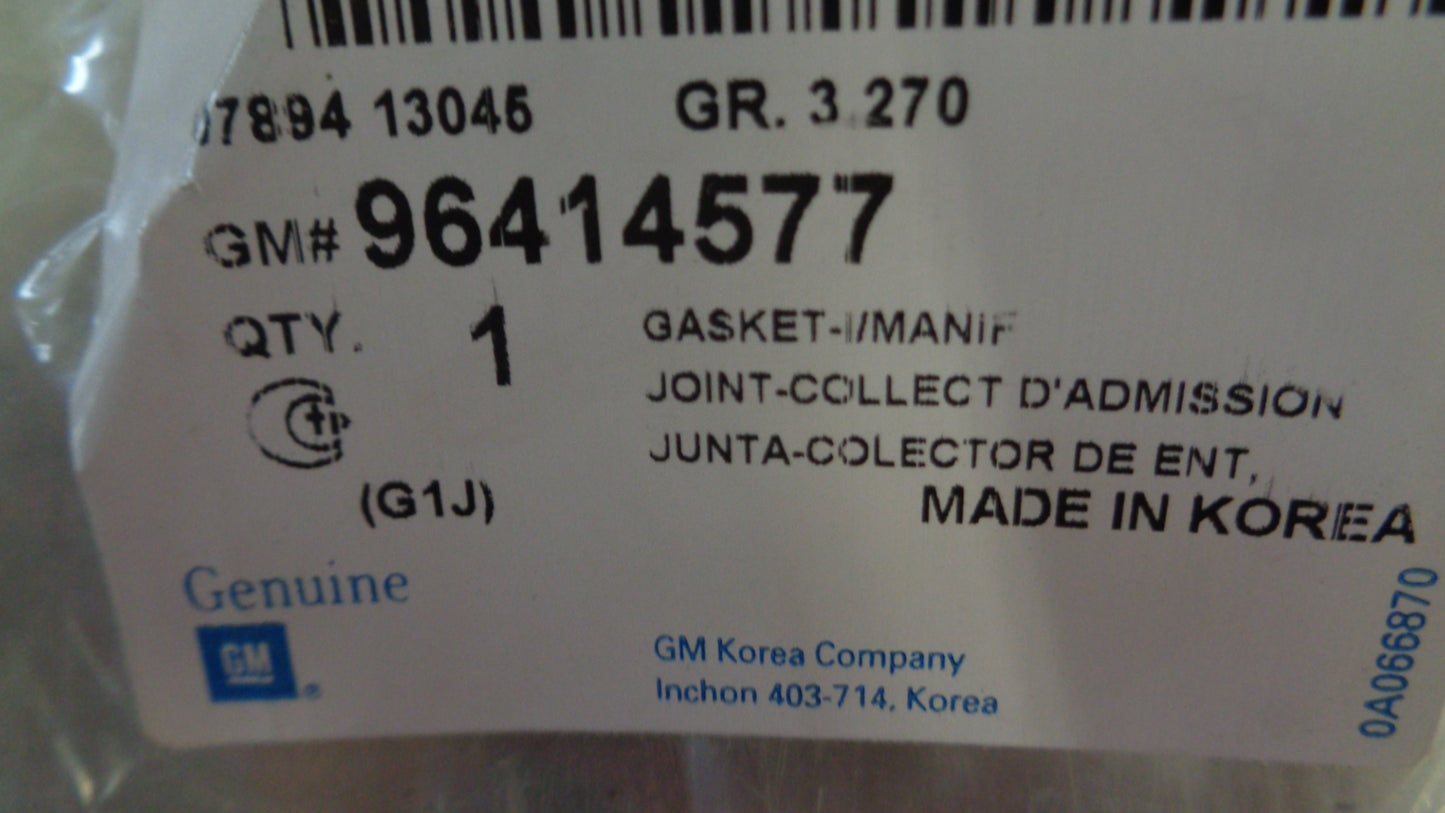 7894 13045 GR. 3.270
GM# 96414577
QTY. 1
GASKET-I/MANIF
JOINT-COLLECT D'ADMISSION
JUNTA-COLECTOR DE ENT,
MADE IN KOREA
(G1J)
Genuine
GM
GM Korea Company
Inchon 403-714, Korea
0A066870